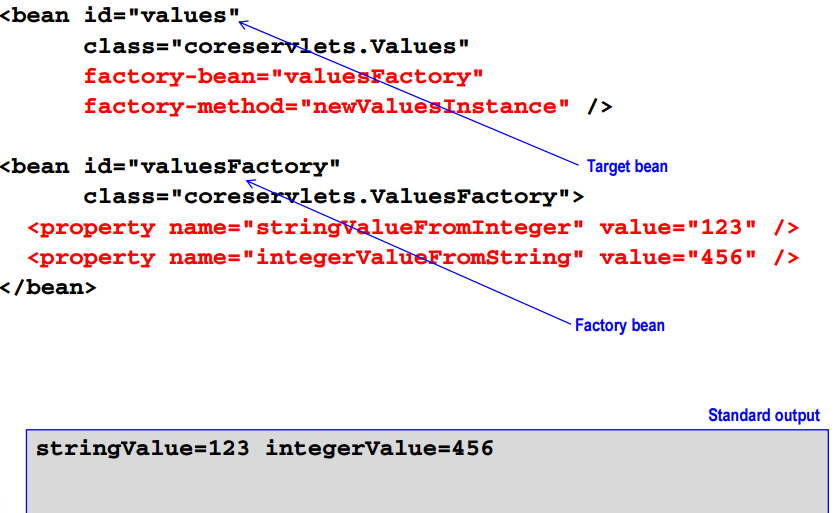 <bean id="values"
class="coreservlets.Values"
factory-bean="valuesFactory"
factory-method="newValuesInstance" />
<bean id="valuesFactory"
Target bean
class="coreservlets.ValuesFactory">
<property name="stringValueFromInteger" value="123" />
<property name="integerValueFromString" value="456" />
</bean>
Factory bean
Standard output
stringValue=123 integerValue=456